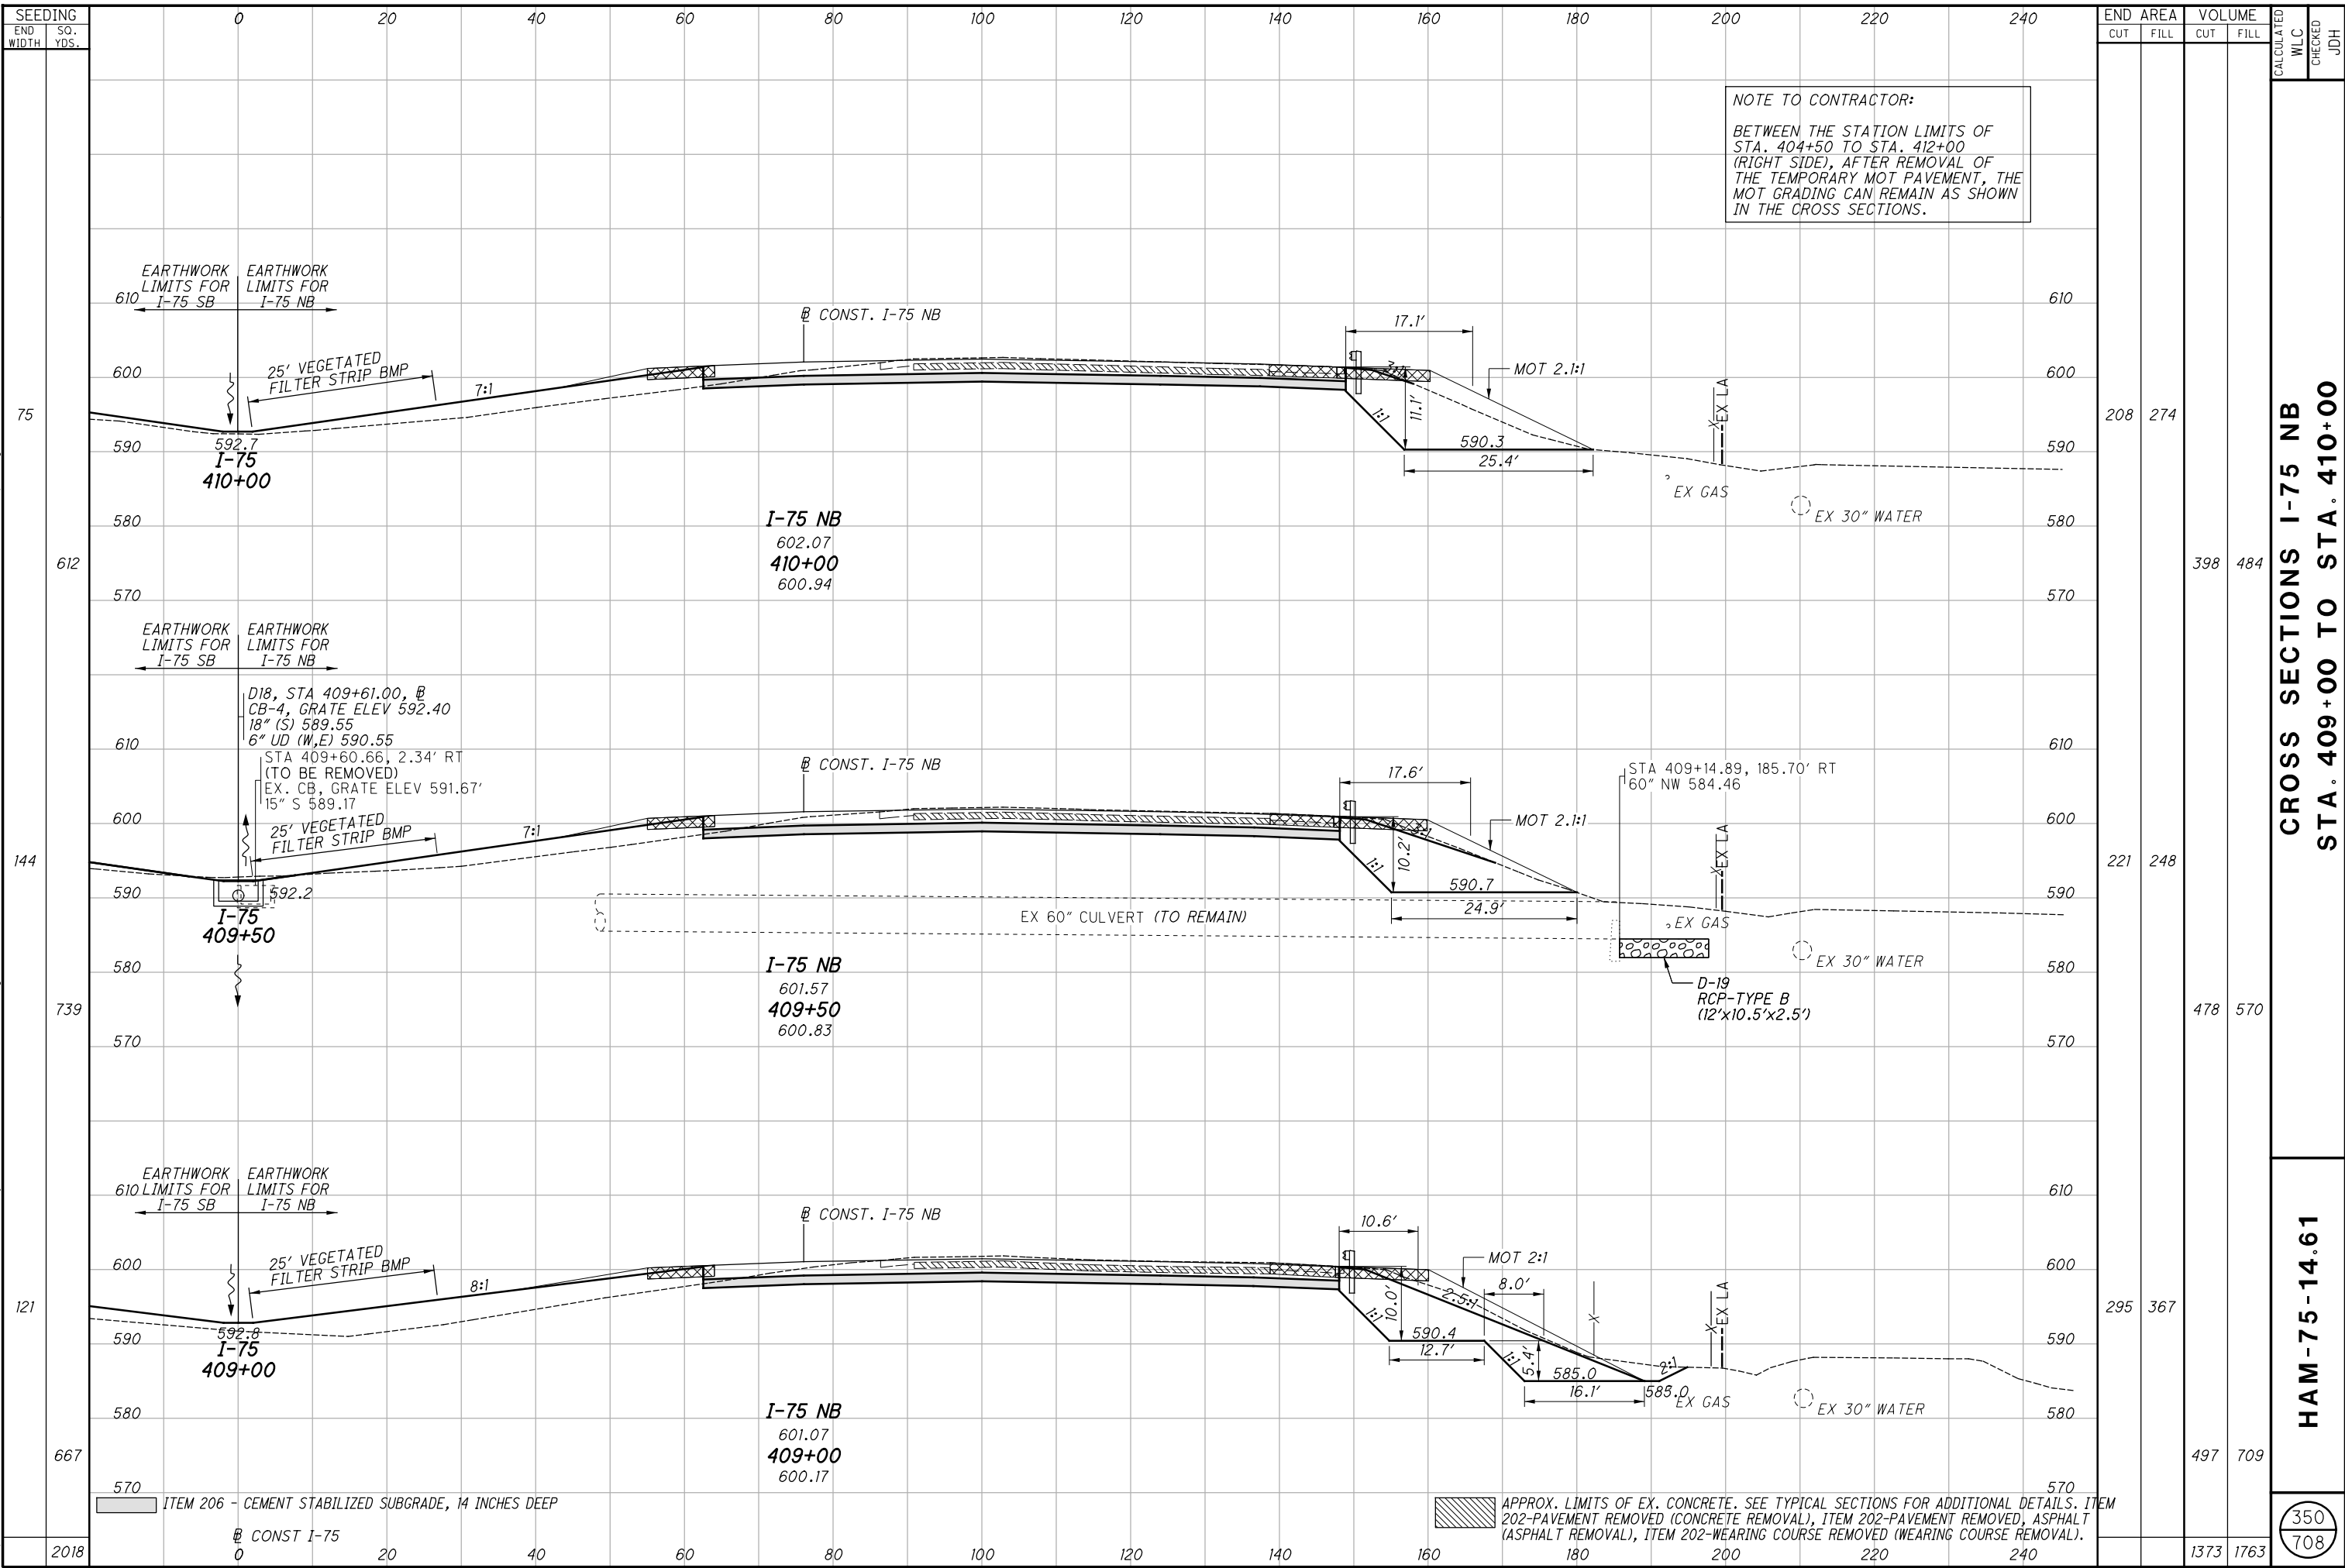 SEEDING
END WIDTH
SQ. YDS.
0 20 40 60 80 100 120 140 160 180 200 220 240
END AREA
VOLUME
CUT FILL CUT FILL
CALCULATED
WLC
CHECKED
JDH
NOTE TO CONTRACTOR:
BETWEEN THE STATION LIMITS OF
STA. 404+50 TO STA. 412+00
(RIGHT SIDE), AFTER REMOVAL OF
THE TEMPORARY MOT PAVEMENT, THE
MOT GRADING CAN REMAIN AS SHOWN
IN THE CROSS SECTIONS.
EARTHWORK
LIMITS FOR
I-75 SB
EARTHWORK
LIMITS FOR
I-75 NB
610
610
CONST. I-75 NB
17.1'
25' VEGETATED
FILTER STRIP BMP
7:1
600
600
MOT 2.1:1
11.1'
1:1
EX LA
X
75
208 274
592.7
590
590.3
590
I-75
410+00
25.4'
EX GAS
EX 30" WATER
580
580
I-75 NB
602.07
410+00
600.94
612
398 484
570
570
EARTHWORK
LIMITS FOR
I-75 SB
EARTHWORK
LIMITS FOR
I-75 NB
D18, STA 409+61.00,
CB-4, GRATE ELEV 592.40
18" (S) 589.55
6" UD (W,E) 590.55
STA 409+60.66, 2.34' RT
(TO BE REMOVED)
EX. CB, GRATE ELEV 591.67'
15" S 589.17
610
610
CONST. I-75 NB
17.6'
STA 409+14.89, 185.70' RT
60" NW 584.46
25' VEGETATED
FILTER STRIP BMP
7:1
600
600
MOT 2.1:1
10.2'
1:1
EX LA
X
144
221 248
592.2
590
590.7
590
I-75
409+50
24.9'
EX 60" CULVERT (TO REMAIN)
EX GAS
EX 30" WATER
580
580
D-19
RCP-TYPE B
(12'x10.5'x2.5')
I-75 NB
601.57
409+50
600.83
739
478 570
570
570
EARTHWORK
LIMITS FOR
I-75 SB
EARTHWORK
LIMITS FOR
I-75 NB
610
610
CONST. I-75 NB
10.6'
MOT 2:1
8.0'
25' VEGETATED
FILTER STRIP BMP
8:1
600
600
2.5:1
10.0'
1:1
X
EX LA
X
121
295 367
592.8
590
590.4
590
I-75
409+00
12.7'
1:1
5.4'
585.0
2:1
16.1'
585.0
EX GAS
EX 30" WATER
580
580
I-75 NB
601.07
409+00
600.17
667
497 709
570
570
ITEM 206 - CEMENT STABILIZED SUBGRADE, 14 INCHES DEEP
APPROX. LIMITS OF EX. CONCRETE. SEE TYPICAL SECTIONS FOR ADDITIONAL DETAILS. ITEM
202-PAVEMENT REMOVED (CONCRETE REMOVAL), ITEM 202-PAVEMENT REMOVED, ASPHALT
(ASPHALT REMOVAL), ITEM 202-WEARING COURSE REMOVED (WEARING COURSE REMOVAL).
CONST I-75
2018
0 20 40 60 80 100 120 140 160 180 200 220 240
1373 1763
CROSS SECTIONS I-75 NB
STA. 409+00 TO STA. 410+00
HAM-75-14.61
350
708